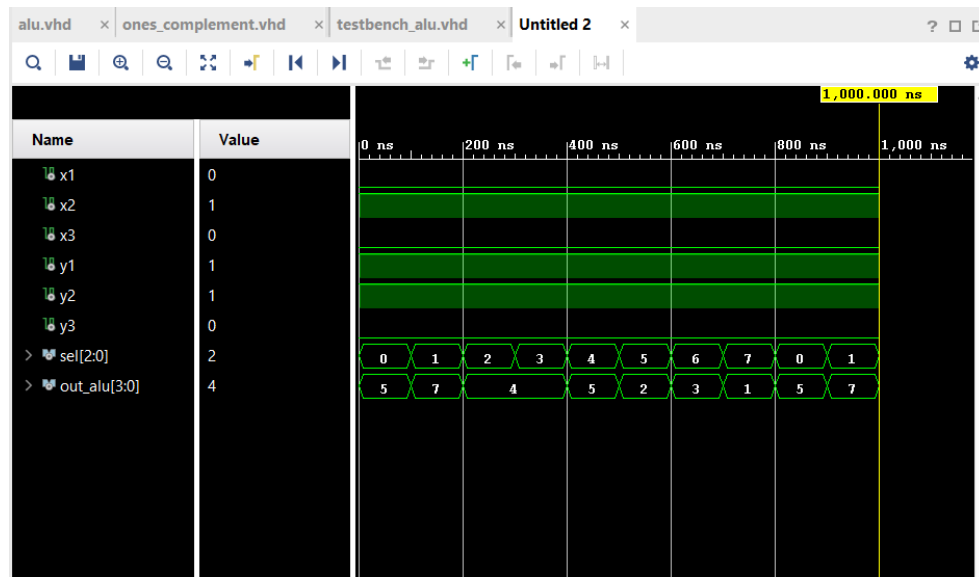 alu.vhd × ones_complement.vhd × testbench_alu.vhd × Untitled 2 × ?
1,000.000 ns
Name Value 0 ns 200 ns 400 ns 600 ns 800 ns 1,000 ns
x1 0
x2 1
x3 0
y1 1
y2 1
y3 0
> sel[2:0] 2 0 1 2 3 4 5 6 7 0 1
> out_alu[3:0] 4 5 7 4 5 2 3 1 5 7